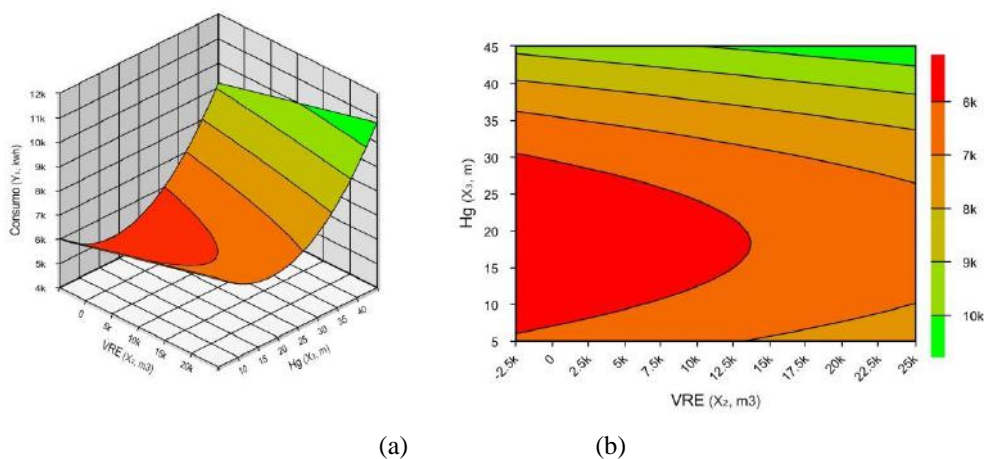 12k
11k
10k
9k
8k
7k
6k
5k
4k
Consumo (Y₁, kwh)
0
5k
10k
15k
20k
VRE (X₂, m3)
10
15
20
25
30
35
40
Hg (X₃, m)
45
40
35
30
25
20
15
10
5
Hg (X₃, m)
-2.5k
0
2.5k
5k
7.5k
10k
12.5k
15k
17.5k
20k
22.5k
25k
VRE (X₂, m3)
6k
7k
8k
9k
10k
(a) (b)